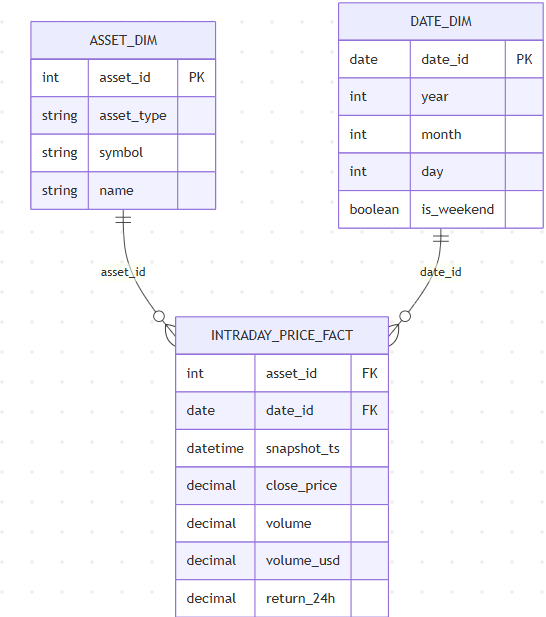 ASSET_DIM
int asset_id PK
string asset_type
string symbol
string name
DATE_DIM
date date_id PK
int year
int month
int day
boolean is_weekend
asset_id
date_id
INTRADAY_PRICE_FACT
int asset_id FK
date date_id FK
datetime snapshot_ts
decimal close_price
decimal volume
decimal volume_usd
decimal return_24h